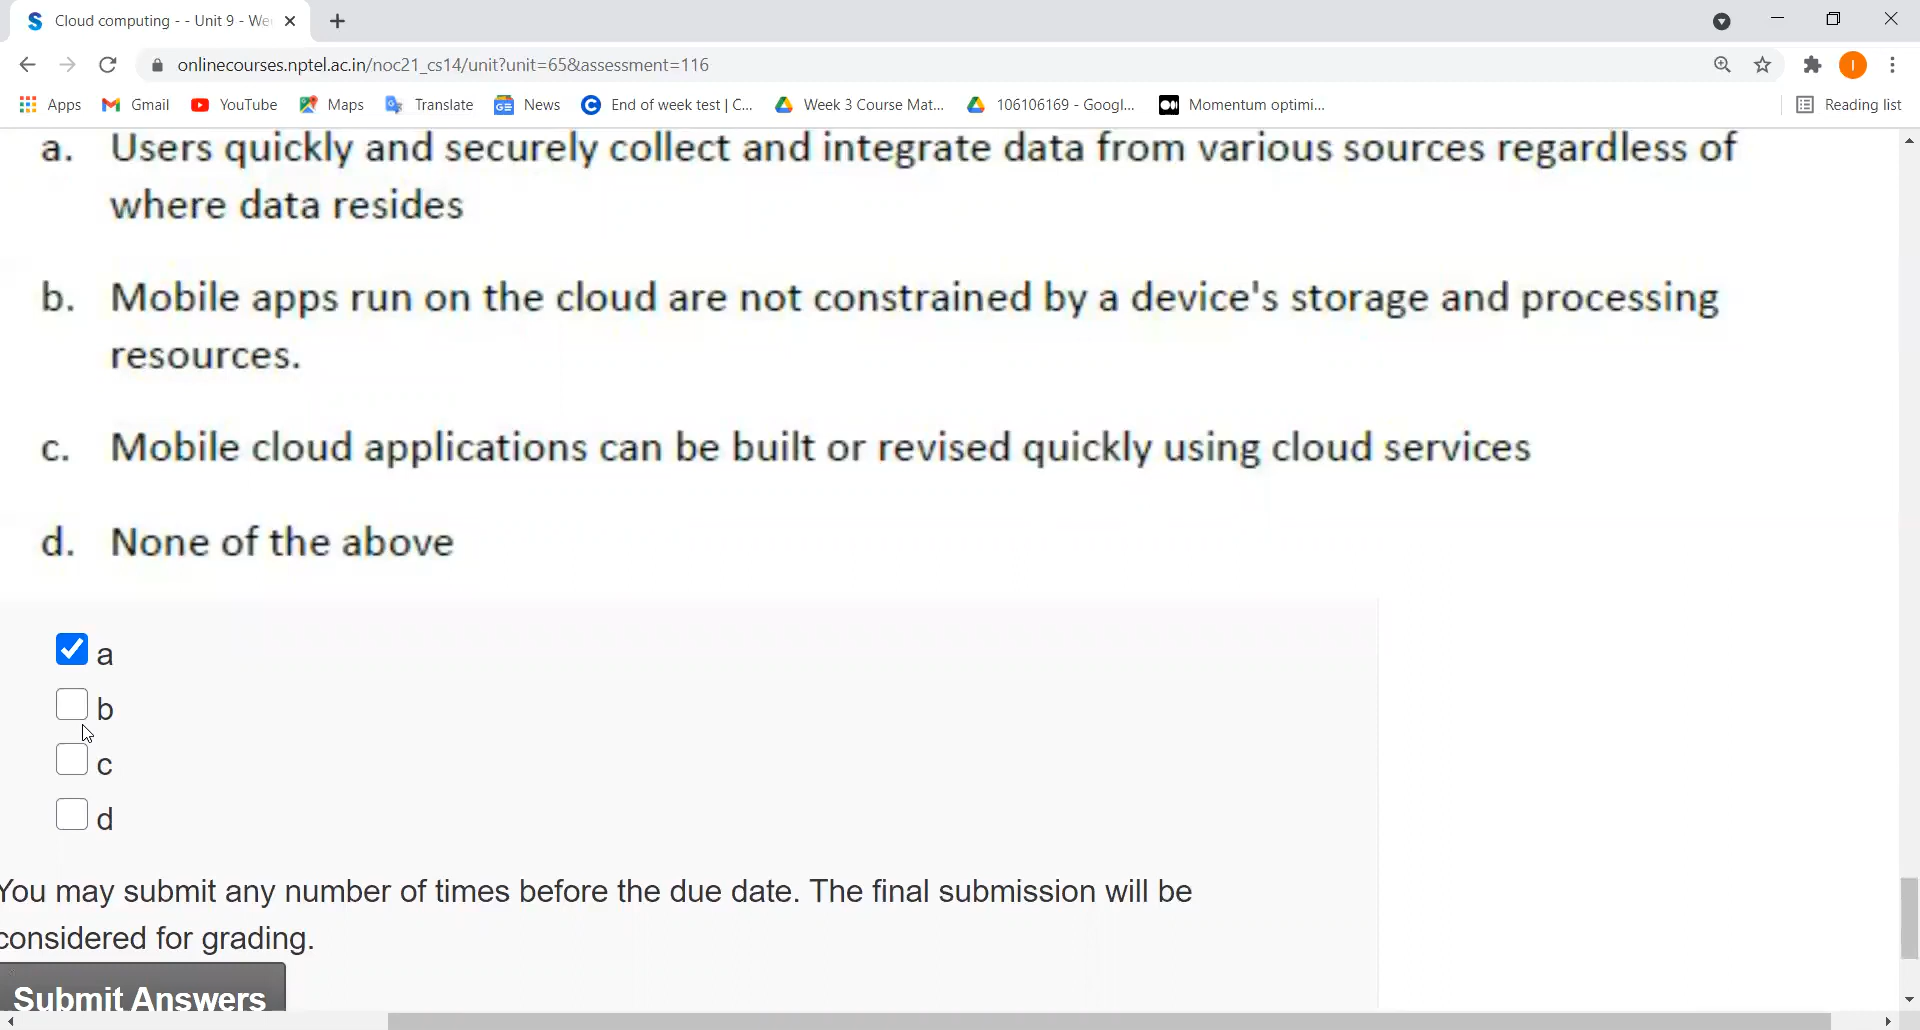 Cloud computing - - Unit 9 - We
onlinecourses.nptel.ac.in/noc21_cs14/unit?unit=65&assessment=116
I
Apps Gmail YouTube Maps Translate News End of week test | C... Week 3 Course Mat... 106106169 - Googl... Momentum optimi... Reading list
a. Users quickly and securely collect and integrate data from various sources regardless of
where data resides
b. Mobile apps run on the cloud are not constrained by a device's storage and processing
resources.
c. Mobile cloud applications can be built or revised quickly using cloud services
d. None of the above
a
b
c
d
You may submit any number of times before the due date. The final submission will be
considered for grading.
Submit Answers